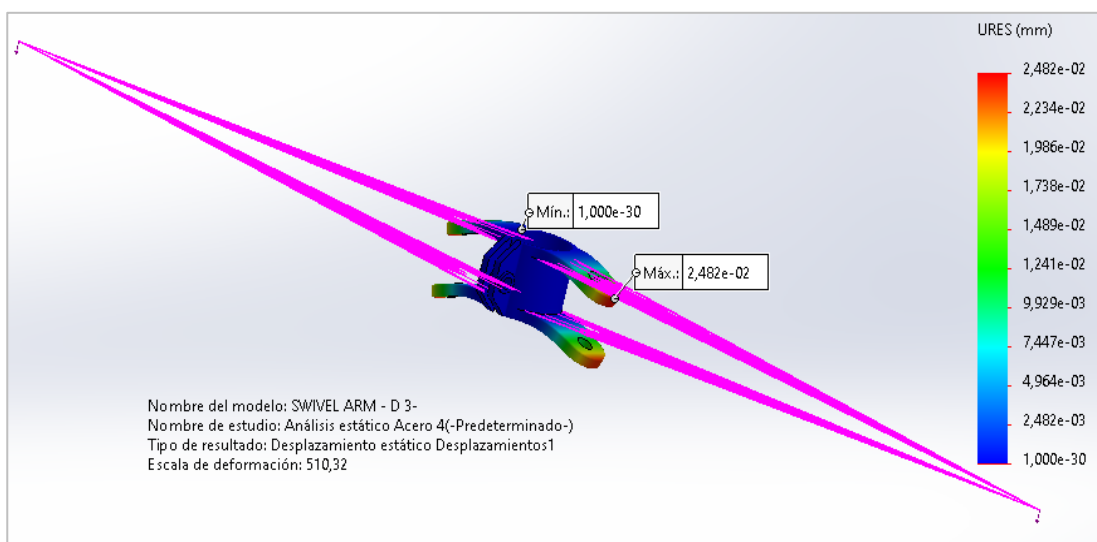 URES (mm)
2,482e-02
2,234e-02
1,986e-02
1,738e-02
1,489e-02
1,241e-02
9,929e-03
7,447e-03
4,964e-03
2,482e-03
1,000e-30
Mín.: 1,000e-30
Máx.: 2,482e-02
Nombre del modelo: SWIVEL ARM - D 3-
Nombre de estudio: Análisis estático Acero 4(-Predeterminado-)
Tipo de resultado: Desplazamiento estático Desplazamientos1
Escala de deformación: 510,32